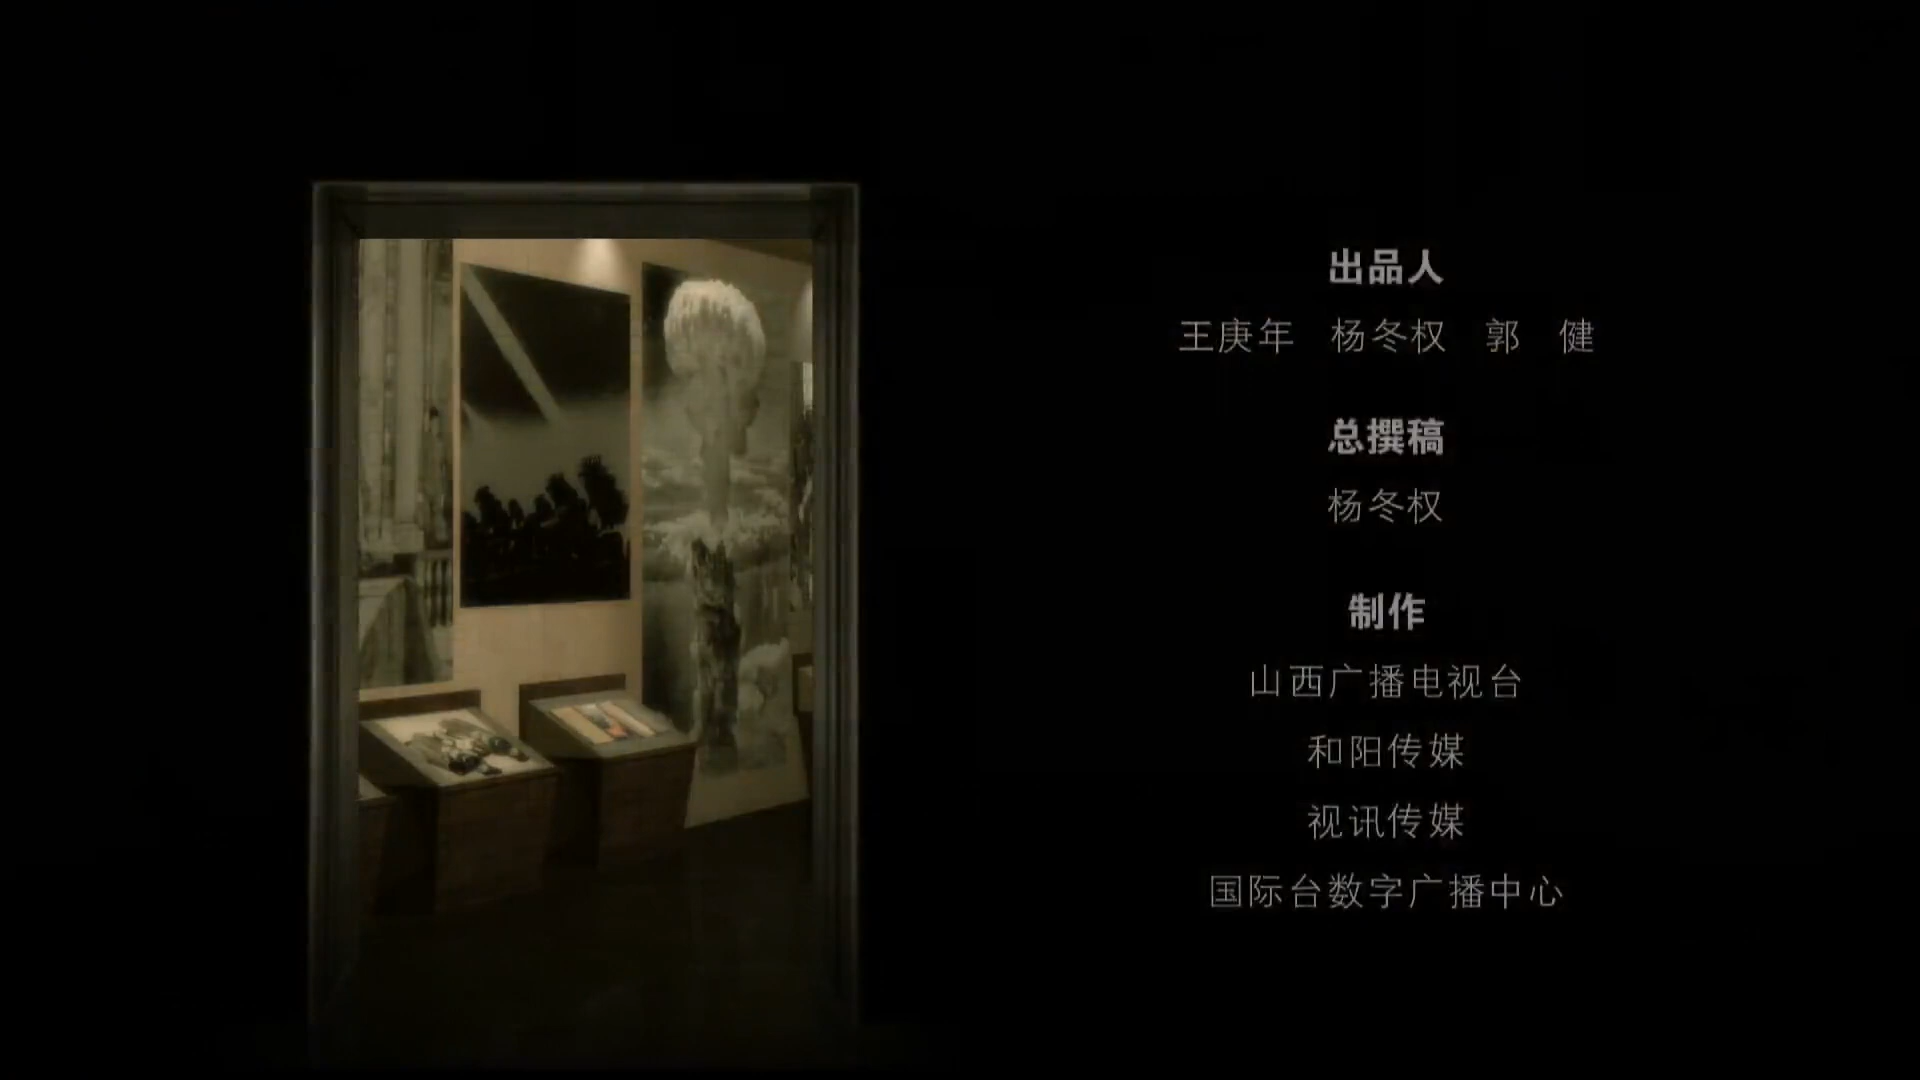 出品人
王庚年 杨冬权 郭 健
总撰稿
杨冬权
制作
山西广播电视台
和阳传媒
视讯传媒
国际台数字广播中心